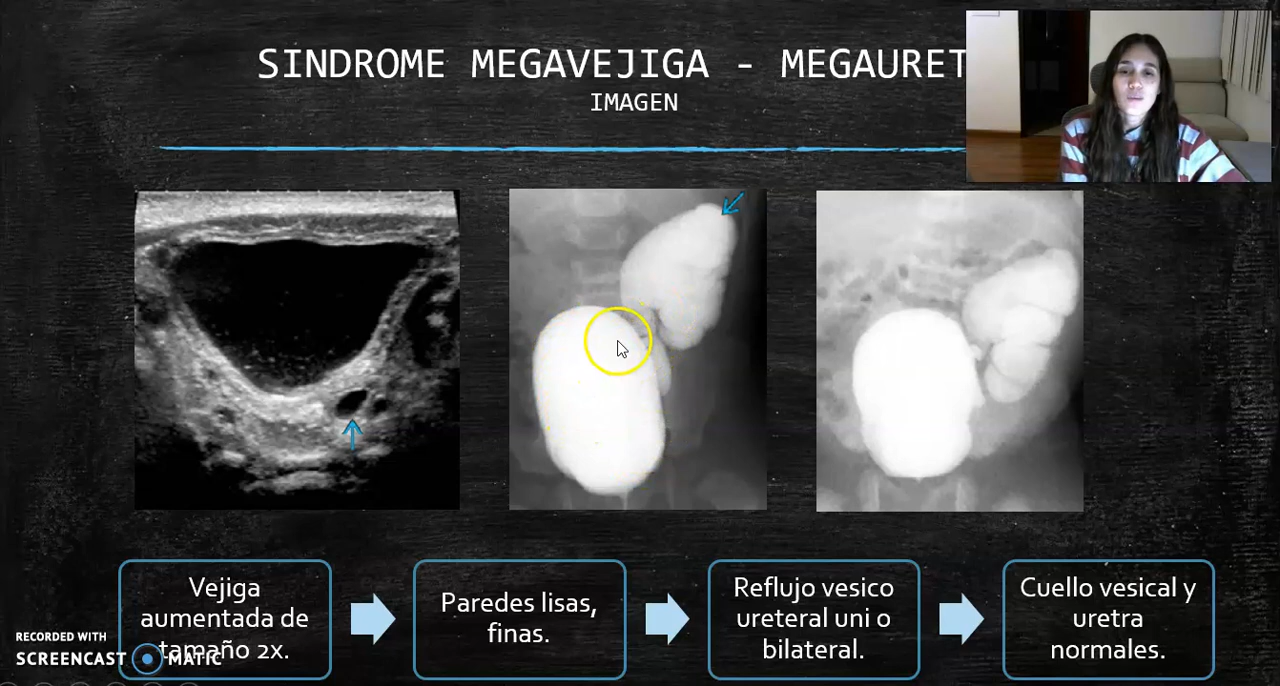 SINDROME MEGAVEJIGA - MEGAURET
IMAGEN
Vejiga
aumentada de
tamaño 2x.
Paredes lisas,
finas.
Reflujo vesico
ureteral uni o
bilateral.
Cuello vesical y
uretra
normales.
RECORDED WITH
SCREENCAST MATIC